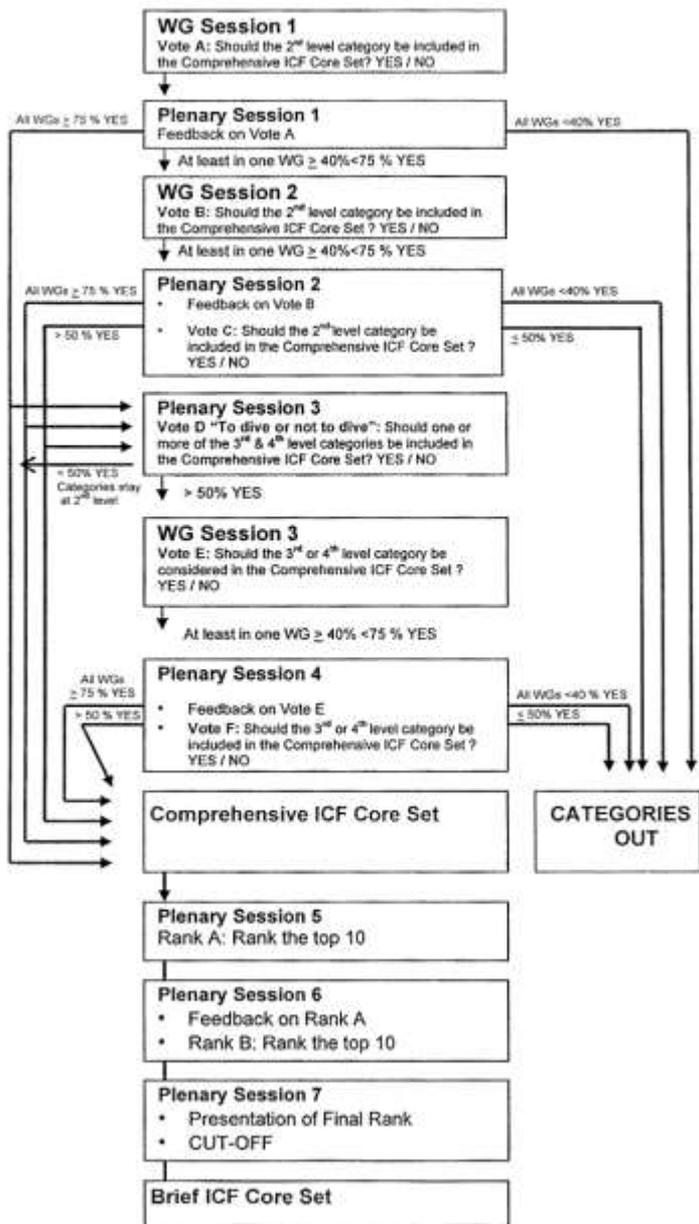 WG Session 1
Vote A: Should the 2nd level category be included in
the Comprehensive ICF Core Set? YES / NO
All WGs ≥ 75 % YES
Plenary Session 1
Feedback on Vote A
All WGs <40% YES
At least in one WG ≥ 40%<75 % YES
WG Session 2
Vote B: Should the 2nd level category be included in
the Comprehensive ICF Core Set ? YES / NO
At least in one WG ≥ 40%<75 % YES
All WGs ≥ 75 % YES
> 50 % YES
Plenary Session 2
• Feedback on Vote B
• Vote C: Should the 2nd level category be
included in the Comprehensive ICF Core Set ?
YES / NO
All WGs <40% YES
≤ 50% YES
Plenary Session 3
Vote D "To dive or not to dive": Should one or
more of the 3rd & 4th level categories be included in
the Comprehensive ICF Core Set? YES / NO
< 50% YES
Categories stay
at 2nd level
> 50% YES
WG Session 3
Vote E: Should the 3rd or 4th level category be
considered in the Comprehensive ICF Core Set ?
YES / NO
At least in one WG ≥ 40% <75 % YES
All WGs
≥ 75 % YES
> 50 % YES
Plenary Session 4
• Feedback on Vote E
• Vote F: Should the 3rd or 4th level category be
included in the Comprehensive ICF Core Set ?
YES / NO
All WGs <40 % YES
≤ 50% YES
Comprehensive ICF Core Set
CATEGORIES
OUT
Plenary Session 5
Rank A: Rank the top 10
Plenary Session 6
• Feedback on Rank A
• Rank B: Rank the top 10
Plenary Session 7
• Presentation of Final Rank
• CUT-OFF
Brief ICF Core Set